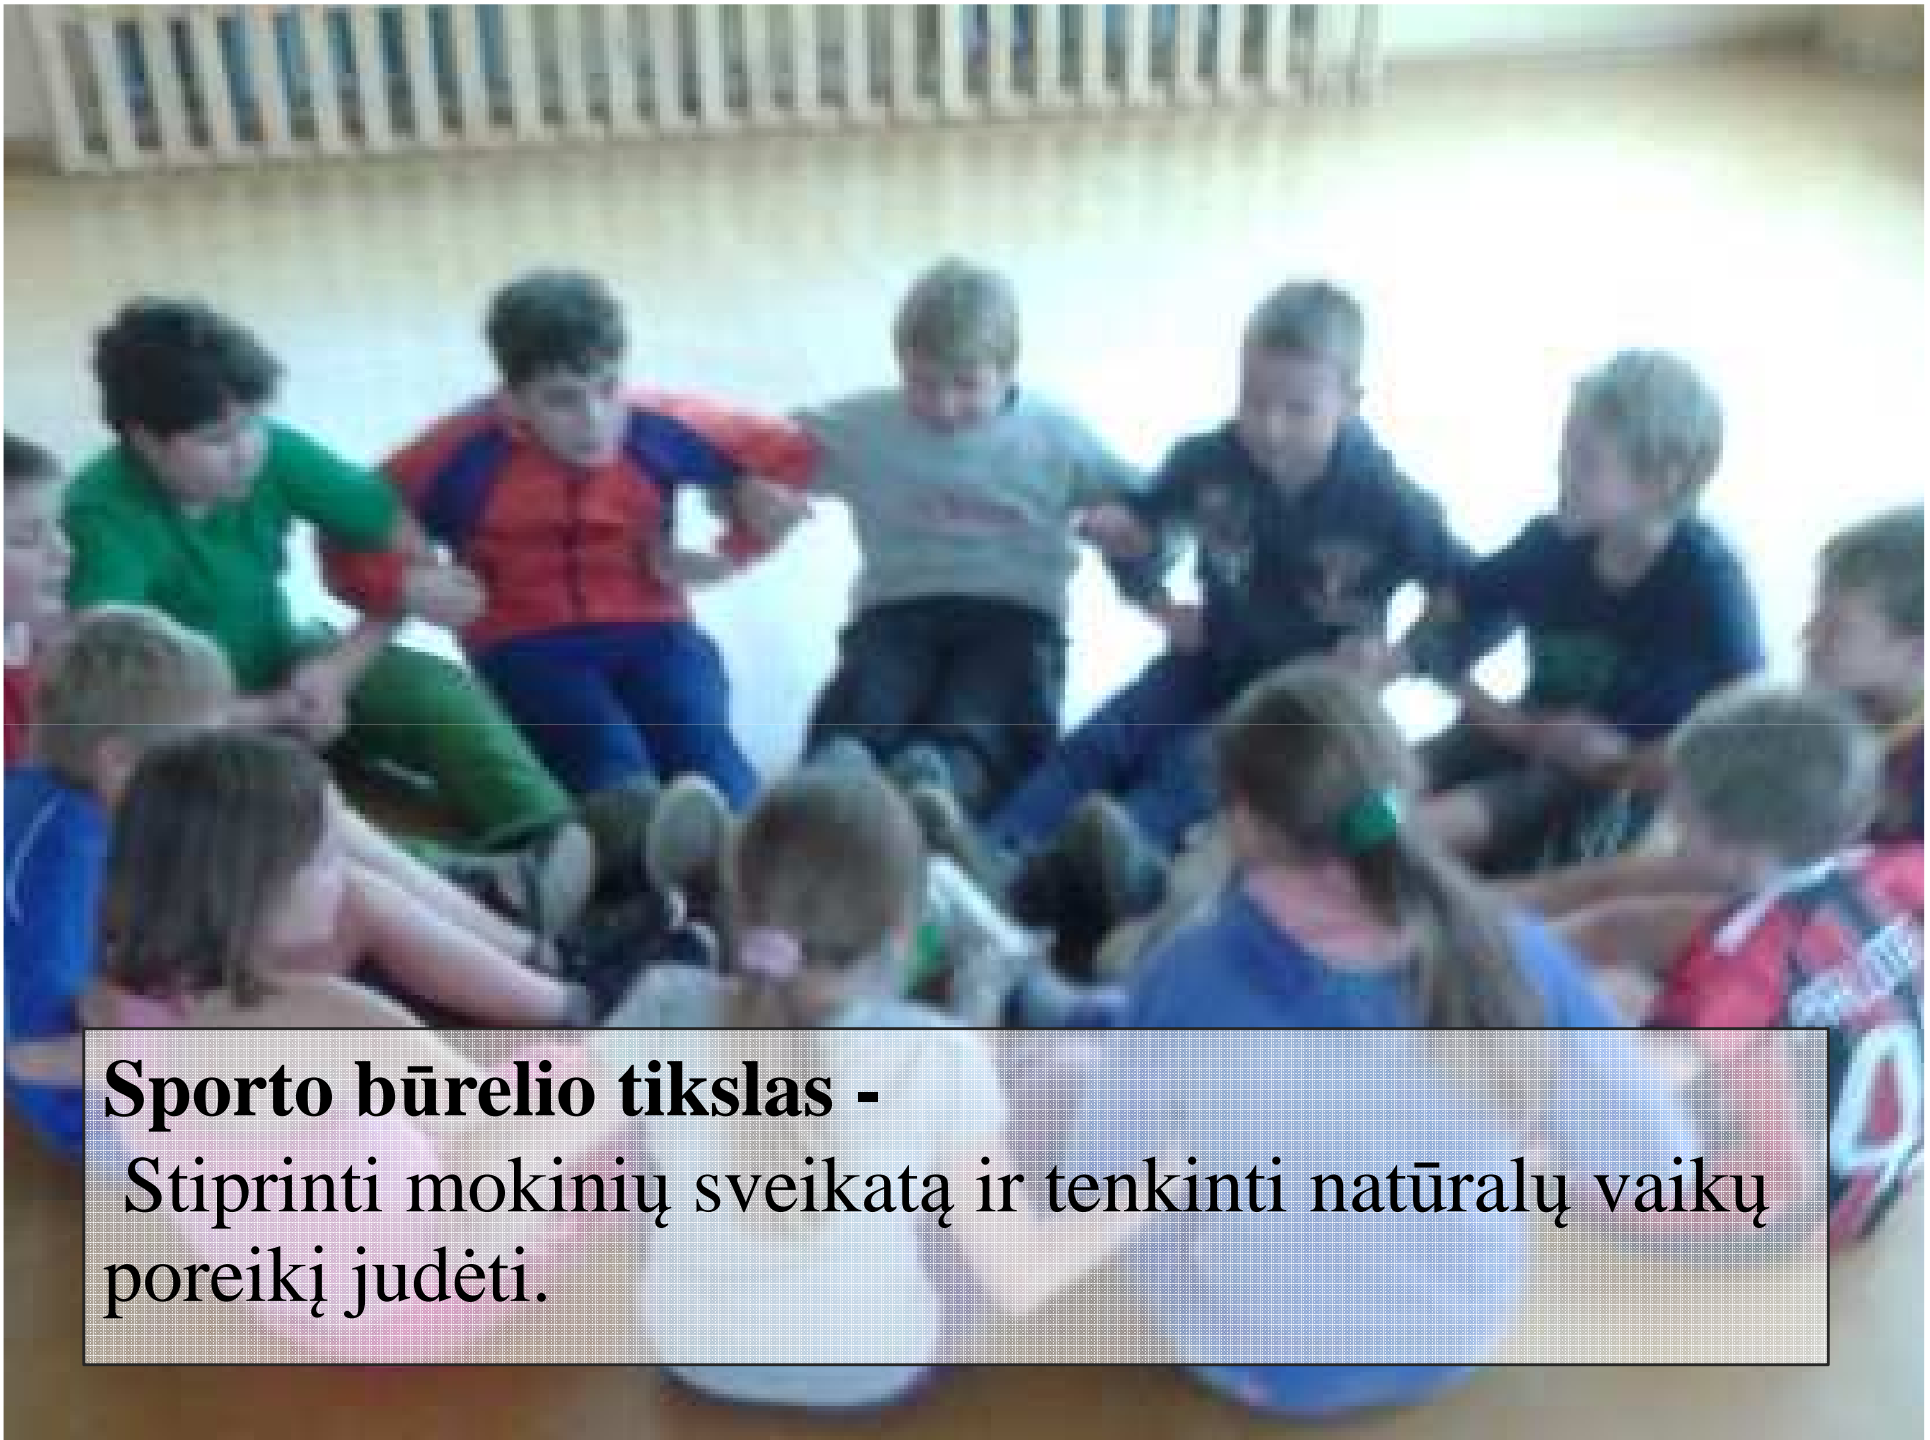 Sporto būrelio tikslas -
Stiprinti mokinių sveikatą ir tenkinti natūralų vaikų
poreikį judėti.